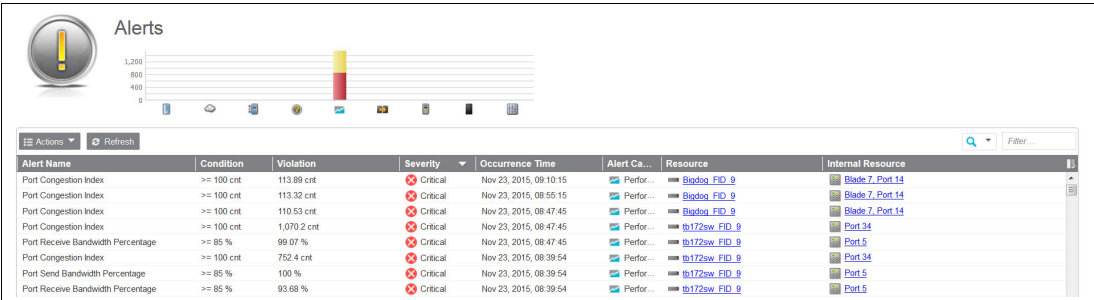 Alerts
1,200
800
400
0
Actions Refresh Filter...
Alert Name Condition Violation Severity Occurrence Time Alert Ca... Resource Internal Resource
Port Congestion Index >= 100 cnt 113.89 cnt Critical Nov 23, 2015, 09:10:15 Perfor... Bigdog_FID_9 Blade 7, Port 14
Port Congestion Index >= 100 cnt 113.32 cnt Critical Nov 23, 2015, 08:55:15 Perfor... Bigdog_FID_9 Blade 7, Port 14
Port Congestion Index >= 100 cnt 110.53 cnt Critical Nov 23, 2015, 08:47:45 Perfor... Bigdog_FID_9 Blade 7, Port 14
Port Congestion Index >= 100 cnt 1,070.2 cnt Critical Nov 23, 2015, 08:47:45 Perfor... tb172sw_FID_9 Port 34
Port Receive Bandwidth Percentage >= 85 % 99.07 % Critical Nov 23, 2015, 08:47:45 Perfor... tb172sw_FID_9 Port 5
Port Congestion Index >= 100 cnt 752.4 cnt Critical Nov 23, 2015, 08:39:54 Perfor... tb172sw_FID_9 Port 34
Port Send Bandwidth Percentage >= 85 % 100 % Critical Nov 23, 2015, 08:39:54 Perfor... tb172sw_FID_9 Port 5
Port Receive Bandwidth Percentage >= 85 % 93.68 % Critical Nov 23, 2015, 08:39:54 Perfor... tb172sw_FID_9 Port 5